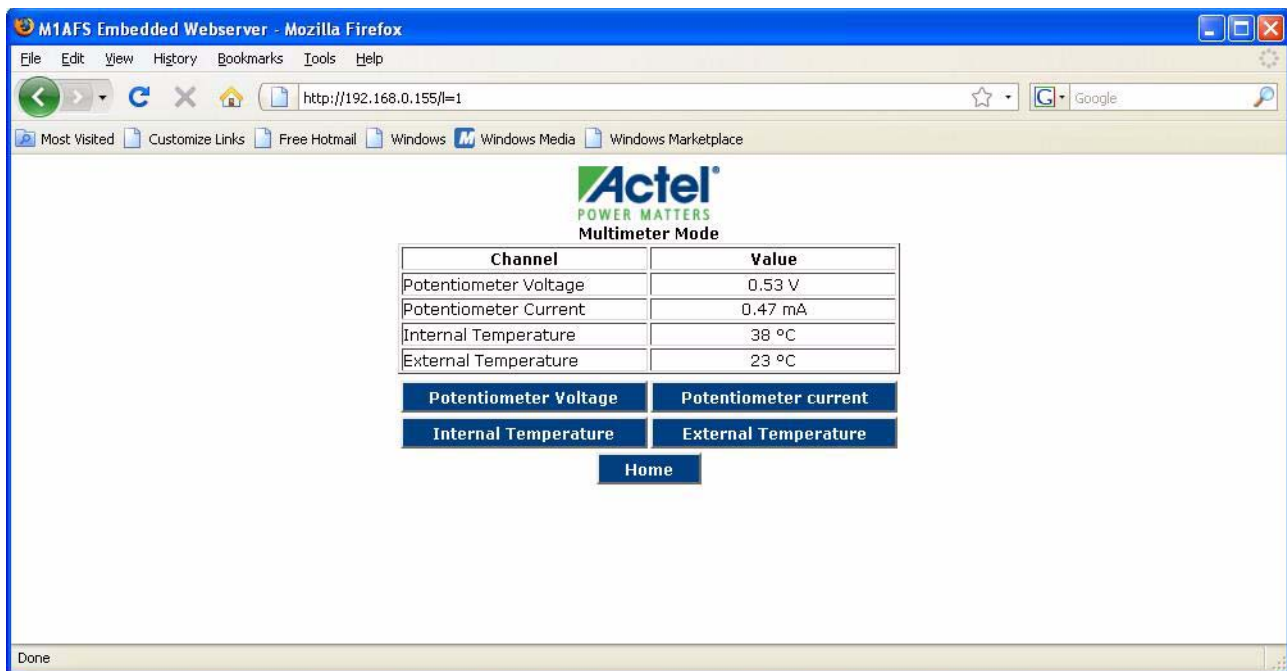 M1AFS Embedded Webserver - Mozilla Firefox
File Edit View History Bookmarks Tools Help
http://192.168.0.155/l=1
G Google
Most Visited Customize Links Free Hotmail Windows Windows Media Windows Marketplace
Actel®
POWER MATTERS
Multimeter Mode
Channel Value
Potentiometer Voltage 0.53 V
Potentiometer Current 0.47 mA
Internal Temperature 38 ºC
External Temperature 23 ºC
Potentiometer Voltage Potentiometer current
Internal Temperature External Temperature
Home
Done